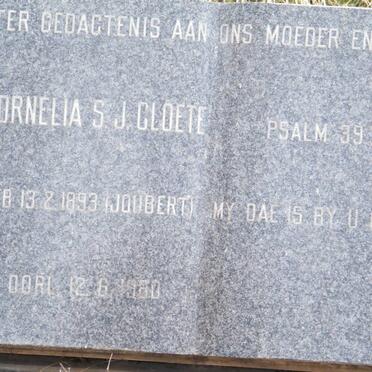 TER GEDAGTENIS AAN ONS MOEDER EN
ORNELIA S. J. CLOETE
PSALM 39
B 13.2.1893 (JOUBERT)
MY DAE IS BY U
OORL. 12.6.1960